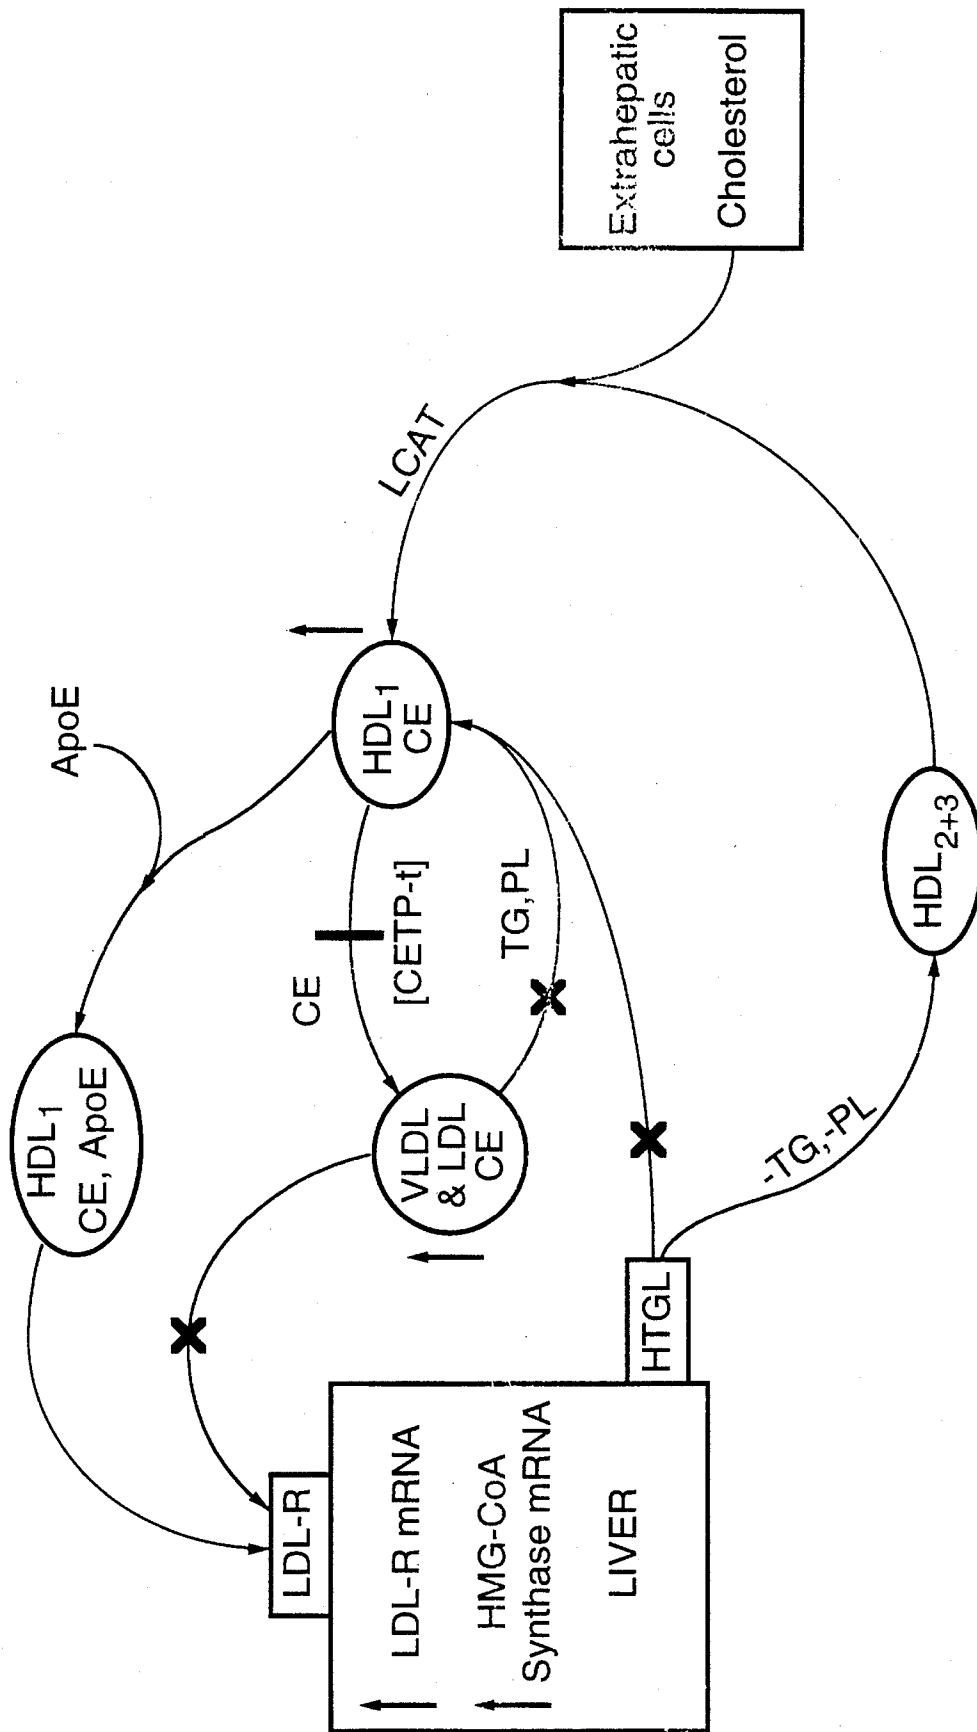 HDL1
CE, ApoE
ApoE
LDL-R
CE
[CETP-t]
HDL1
CE
LCAT
VLDL
& LDL
CE
TG,PL
Extrahepatic
cells
Cholesterol
LDL-R mRNA
HMG-CoA
Synthase mRNA
LIVER
HTGL
-TG,-PL
HDL2+3